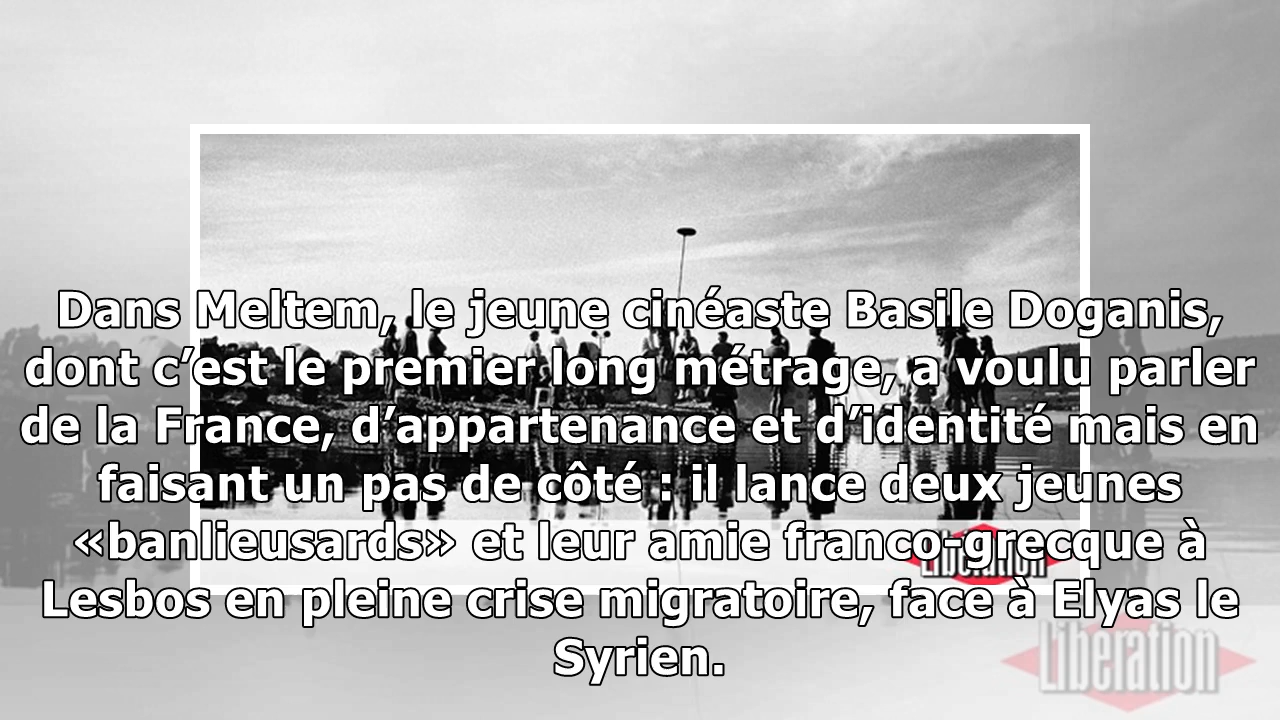 Dans Meltem, le jeune cinéaste Basile Doganis,
dont c’est le premier long métrage, a voulu parler
de la France, d’appartenance et d’identité mais en
faisant un pas de côté : il lance deux jeunes
«banlieusards» et leur amie franco-grecque à
Lesbos en pleine crise migratoire, face à Elyas le
Syrien.
Libération
Libération